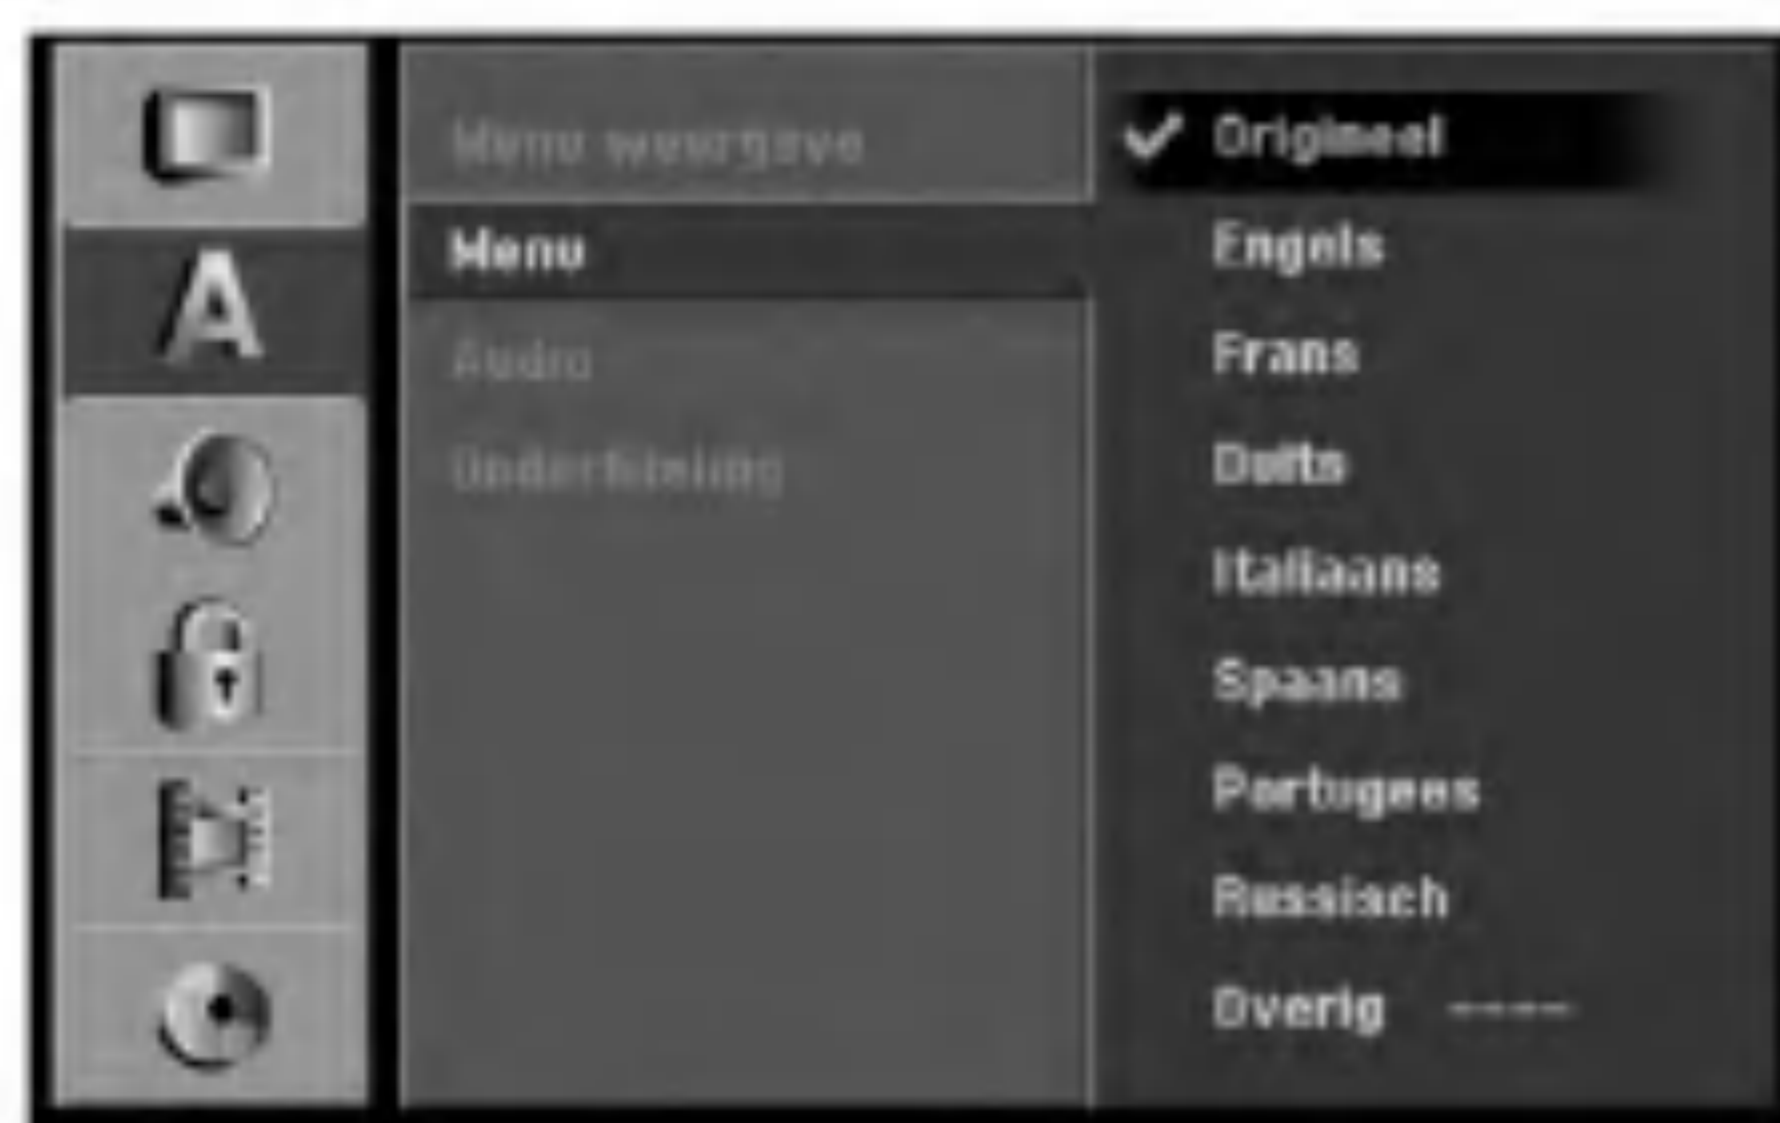 A
Menu weergave
Menu
Audio
Ondertiteling
Origineel
Engels
Frans
Duits
Italiaans
Spaans
Portugees
Russisch
Overig ----